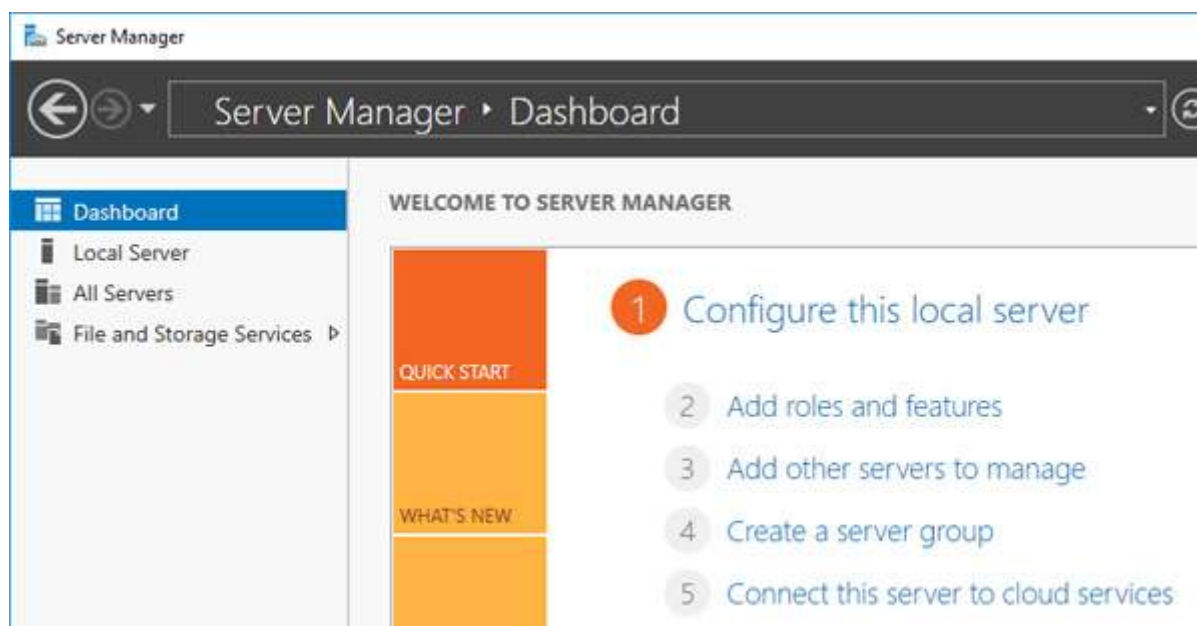 Server Manager
Server Manager ‣ Dashboard
Dashboard
Local Server
All Servers
File and Storage Services
WELCOME TO SERVER MANAGER
QUICK START
WHAT'S NEW
1 Configure this local server
2 Add roles and features
3 Add other servers to manage
4 Create a server group
5 Connect this server to cloud services